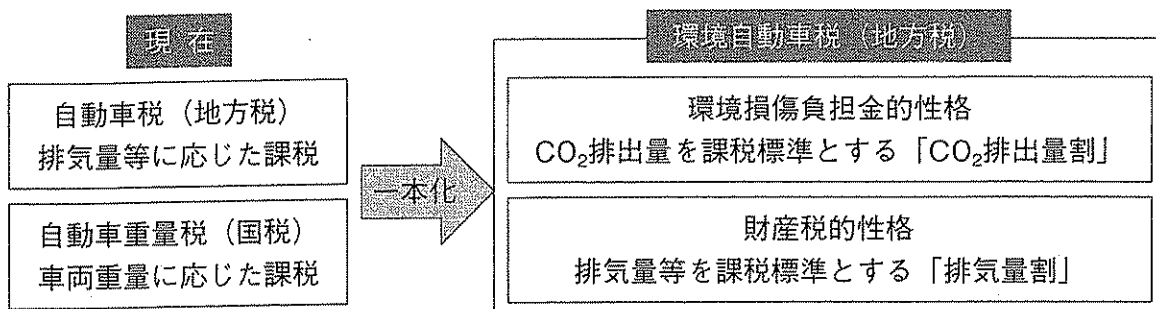 現在
自動車税（地方税）
排気量等に応じた課税
自動車重量税（国税）
車両重量に応じた課税
一本化
環境自動車税（地方税）
環境損傷負担金的性格
CO₂排出量を課税標準とする「CO₂排出量割」
財産税的性格
排気量等を課税標準とする「排気量割」